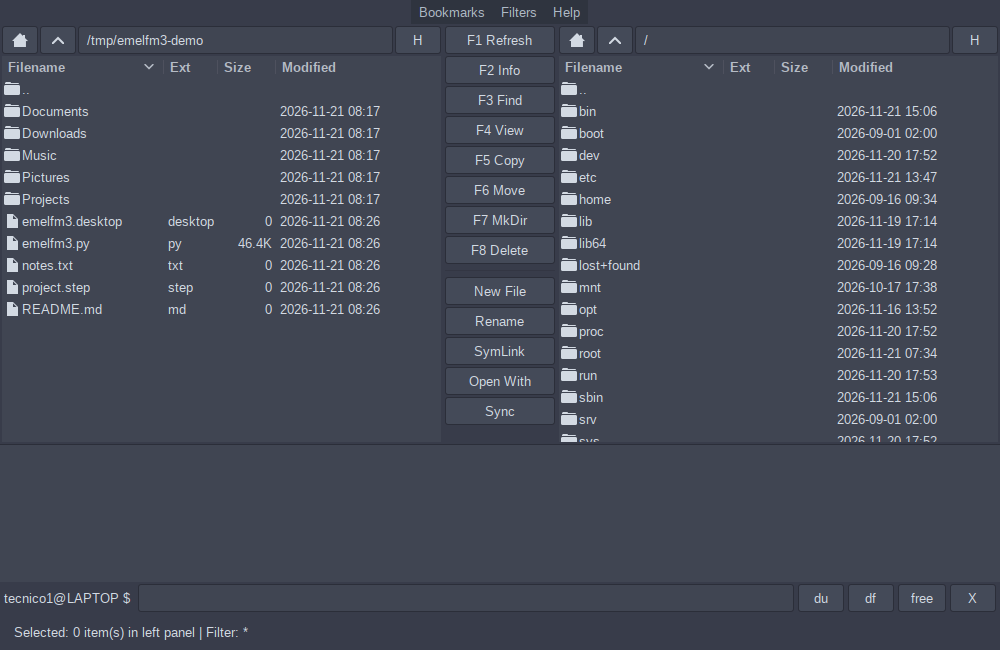 Bookmarks Filters Help
/tmp/emelfm3-demo H F1 Refresh / H
Filename Ext Size Modified F2 Info Filename Ext Size Modified
.. ..
Documents 2026-11-21 08:17 F3 Find bin 2026-11-21 15:06
Downloads 2026-11-21 08:17 F4 View boot 2026-09-01 02:00
Music 2026-11-21 08:17 F5 Copy dev 2026-11-20 17:52
Pictures 2026-11-21 08:17 etc 2026-11-21 13:47
Projects 2026-11-21 08:17 F6 Move home 2026-09-16 09:34
emelfm3.desktop desktop 0 2026-11-21 08:26 F7 MkDir lib 2026-11-19 17:14
emelfm3.py py 46.4K 2026-11-21 08:26 F8 Delete lib64 2026-11-19 17:14
notes.txt txt 0 2026-11-21 08:26 lost+found 2026-09-16 09:28
project.step step 0 2026-11-21 08:26 New File mnt 2026-10-17 17:38
README.md md 0 2026-11-21 08:26 opt 2026-11-16 13:52
Rename proc 2026-11-20 17:52
SymLink root 2026-11-21 07:34
Open With run 2026-11-20 17:53
sbin 2026-11-21 15:06
Sync srv 2026-09-01 02:00
sys 2026-11-20 17:52
tecnico1@LAPTOP $ du df free X
Selected: 0 item(s) in left panel | Filter: *